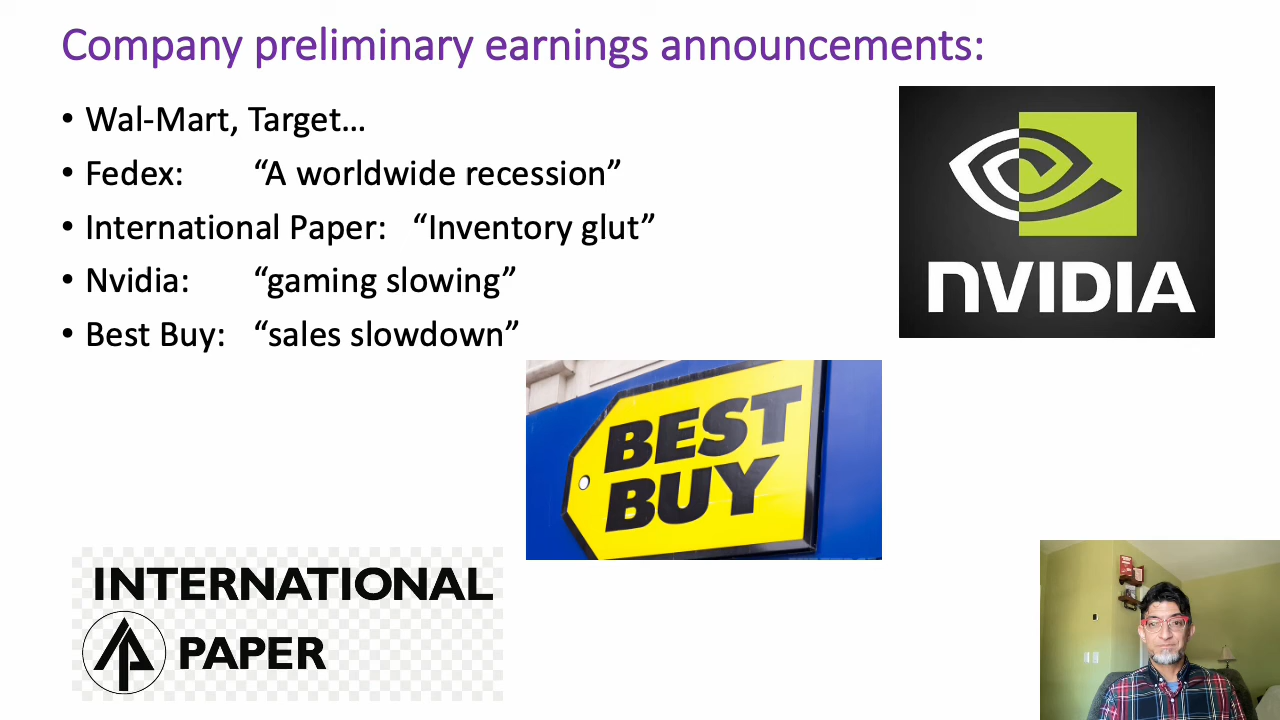 Company preliminary earnings announcements:
• Wal-Mart, Target...
• Fedex: “A worldwide recession”
• International Paper: “Inventory glut”
• Nvidia: “gaming slowing”
• Best Buy: “sales slowdown”
NVIDIA
BEST
BUY
INTERNATIONAL
PAPER